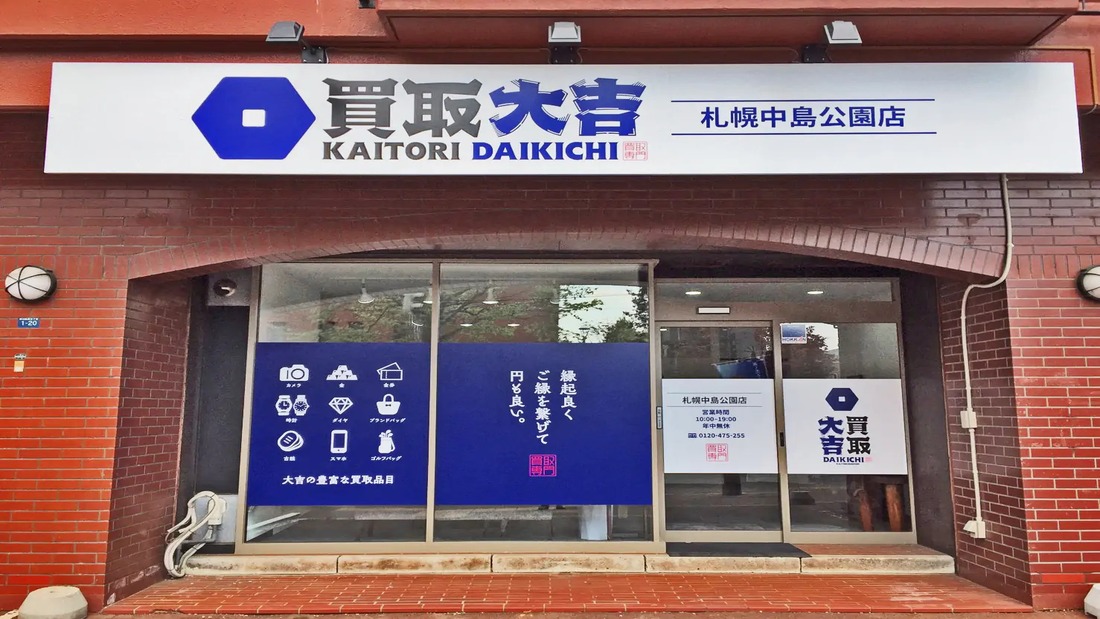 買取大吉
KAITORI DAIKICHI
買取
専門
札幌中島公園店
1-20
カメラ
金
金券
時計
ダイヤ
ブランドバッグ
古銭
スマホ
ゴルフバッグ
大吉の豊富な買取品目
縁起良く
ご縁を繋げて
円も良い。
買取
専門
札幌中島公園店
営業時間
10:00-19:00
年中無休
0120-475-255
買取
専門
買取
大吉
DAIKICHI